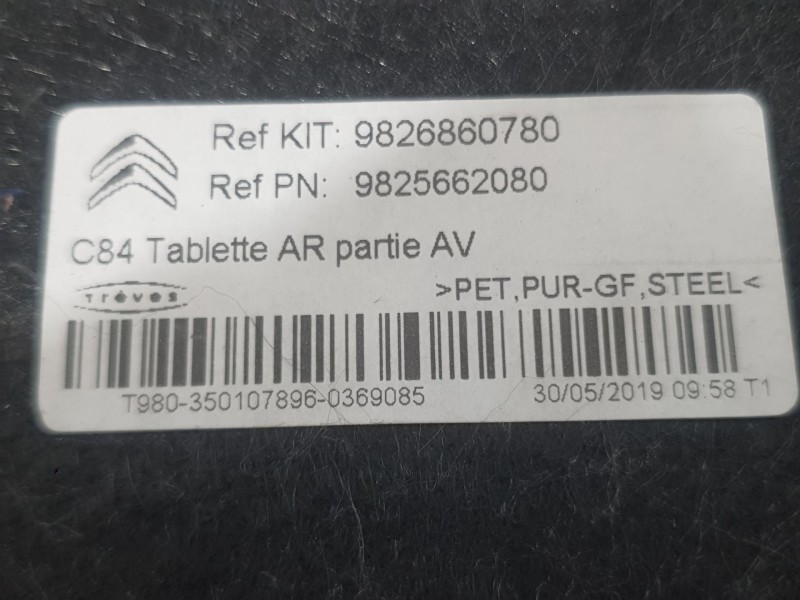 Ref KIT: 9826860780
Ref PN: 9825662080
C84 Tablette AR partie AV
Trèves >PET,PUR-GF,STEEL<
T980-350107896-0369085 30/05/2019 09:58 T1